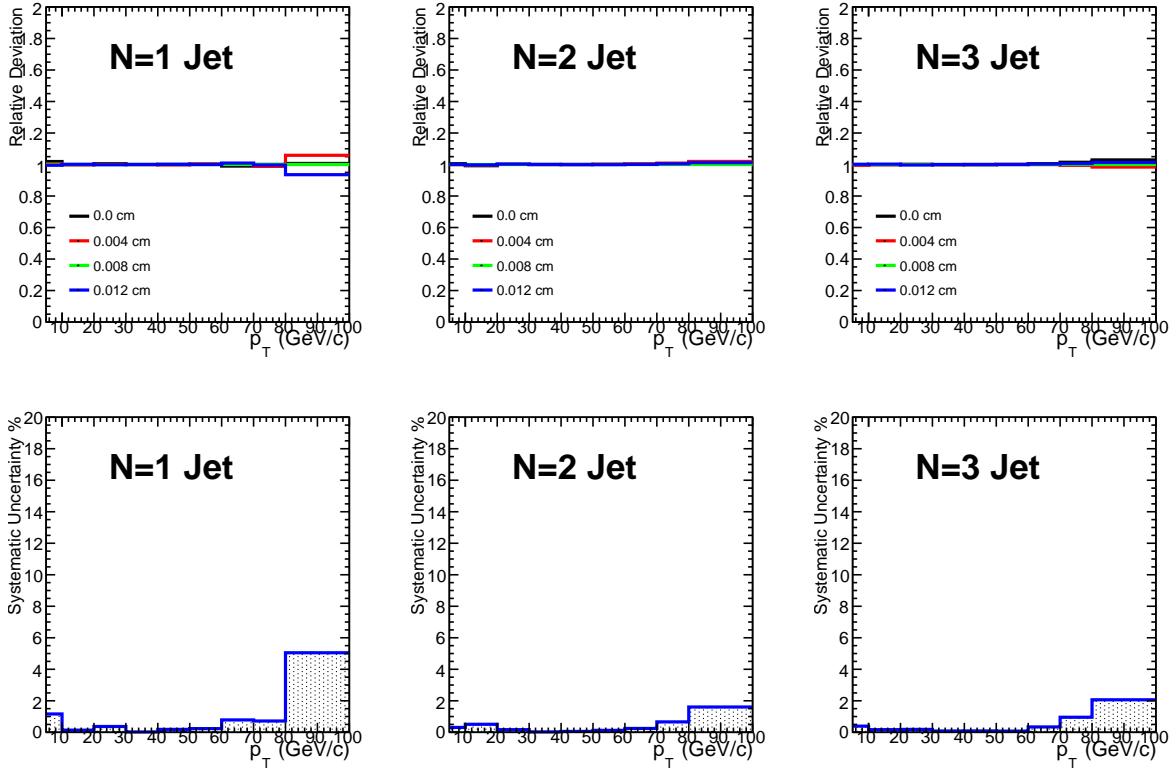 Relative Deviation
2
1.8
1.6
1.4
1.2
1
0.8
0.6
0.4
0.2
0
N=1 Jet
0.0 cm
0.004 cm
0.008 cm
0.012 cm
10 20 30 40 50 60 70 80 90 100
p_T (GeV/c)
Relative Deviation
2
1.8
1.6
1.4
1.2
1
0.8
0.6
0.4
0.2
0
N=2 Jet
0.0 cm
0.004 cm
0.008 cm
0.012 cm
10 20 30 40 50 60 70 80 90 100
p_T (GeV/c)
Relative Deviation
2
1.8
1.6
1.4
1.2
1
0.8
0.6
0.4
0.2
0
N=3 Jet
0.0 cm
0.004 cm
0.008 cm
0.012 cm
10 20 30 40 50 60 70 80 90 100
p_T (GeV/c)
Systematic Uncertainty %
20
18
16
14
12
10
8
6
4
2
0
N=1 Jet
10 20 30 40 50 60 70 80 90 100
p_T (GeV/c)
Systematic Uncertainty %
20
18
16
14
12
10
8
6
4
2
0
N=2 Jet
10 20 30 40 50 60 70 80 90 100
p_T (GeV/c)
Systematic Uncertainty %
20
18
16
14
12
10
8
6
4
2
0
N=3 Jet
10 20 30 40 50 60 70 80 90 100
p_T (GeV/c)